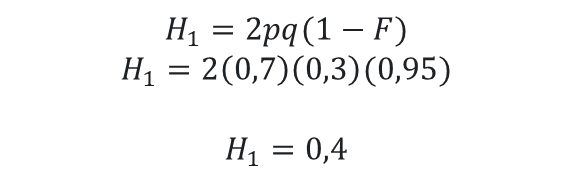 H₁ = 2pq(1 − F)
H₁ = 2(0,7)(0,3)(0,95)
H₁ = 0,4